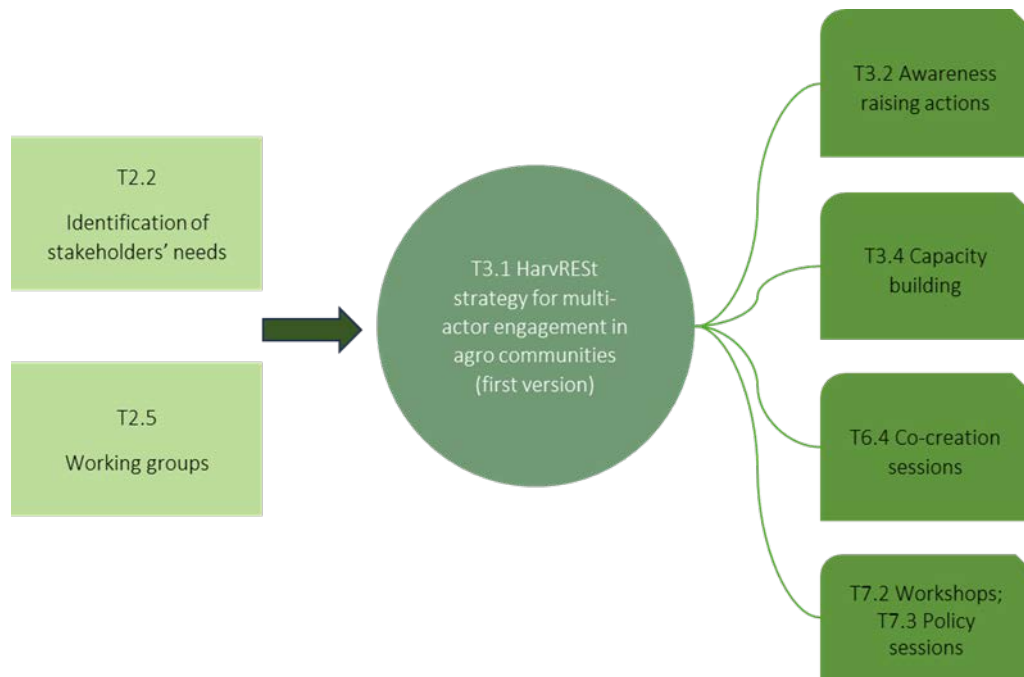 T2.2
Identification of
stakeholders’ needs
T2.5
Working groups
T3.1 HarvRESt
strategy for multi-
actor engagement in
agro communities
(first version)
T3.2 Awareness
raising actions
T3.4 Capacity
building
T6.4 Co-creation
sessions
T7.2 Workshops;
T7.3 Policy
sessions